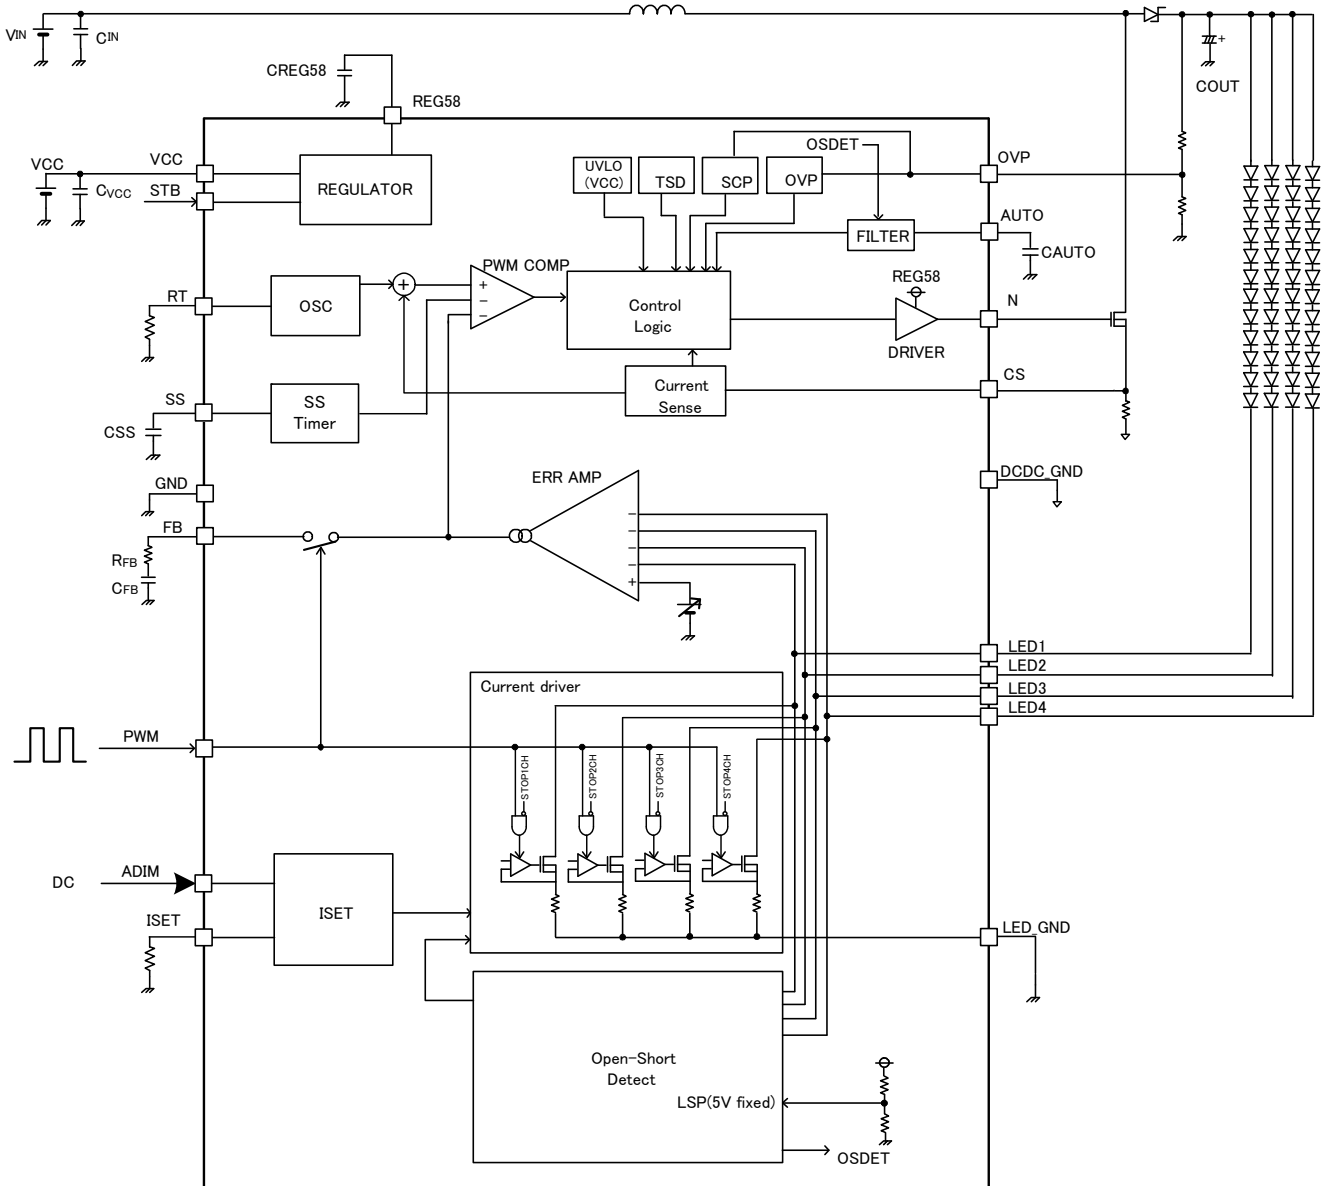 VIN
CIN
COUT
CREG58
REG58
VCC
VCC
CVCC
STB
REGULATOR
UVLO
(VCC)
TSD
SCP
OVP
OSDET
OVP
AUTO
FILTER
CAUTO
PWM COMP
REG58
RT
OSC
+
+
−
−
Control
Logic
N
DRIVER
CS
Current
Sense
SS
SS
Timer
CSS
GND
ERR AMP
DCDC_GND
FB
RFB
CFB
−
−
−
−
+
LED1
LED2
LED3
LED4
Current driver
PWM
STOP1CH
STOP2CH
STOP3CH
STOP4CH
DC
ADIM
ISET
ISET
LED_GND
Open-Short
Detect
LSP(5V fixed)
OSDET
+